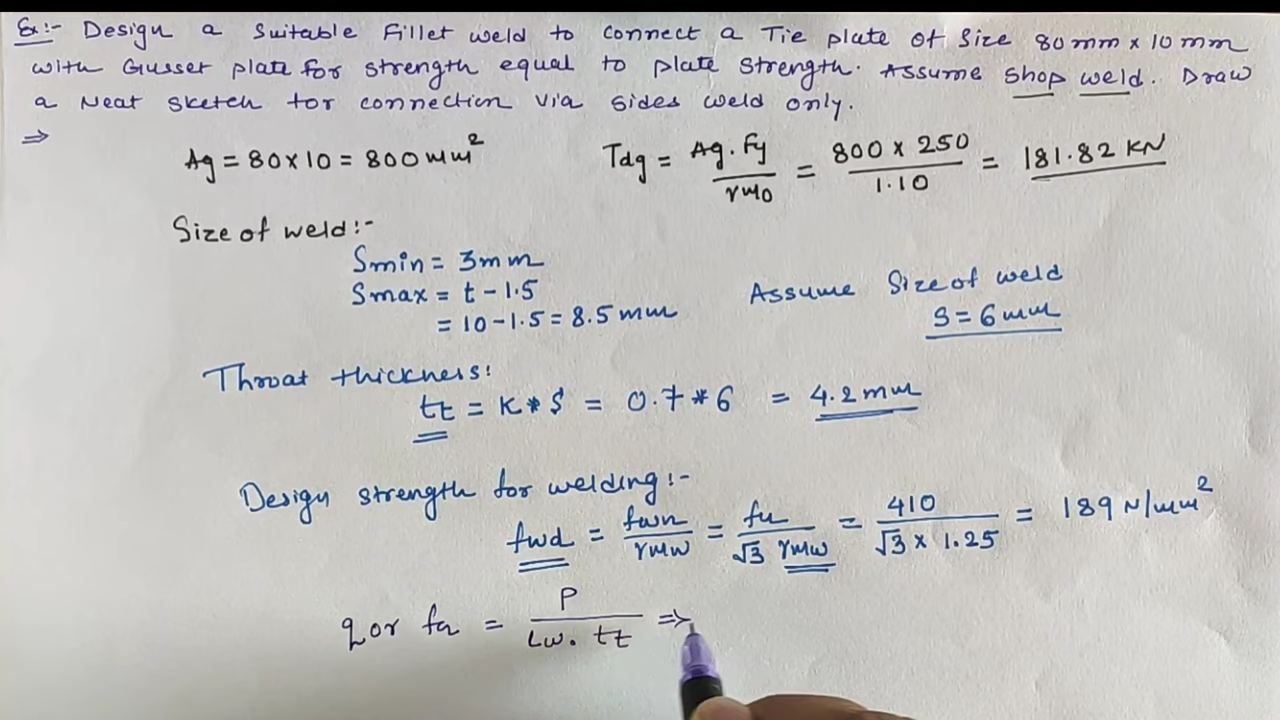 Ex:- Design a Suitable Fillet weld to connect a Tie plate of Size 80mm x 10mm
with Gusset plate for strength equal to plate strength. Assume shop weld. Draw
a Neat sketch for connection via sides weld only.
⇒
Ag = 80 x 10 = 800 mm² Tdg = Ag. Fy / γm0 = 800 x 250 / 1.10 = 181.82 KN
Size of weld:-
Smin = 3mm
Smax = t - 1.5
= 10 - 1.5 = 8.5 mm
Assume Size of weld
S = 6mm
Throat thickness:
tt = K * S = 0.7 * 6 = 4.2 mm
Design strength for welding:-
fwd = fwn / γmw = fu / √3 γmw = 410 / √3 x 1.25 = 189 N/mm²
q or fa = P / Lw. tt ⇒